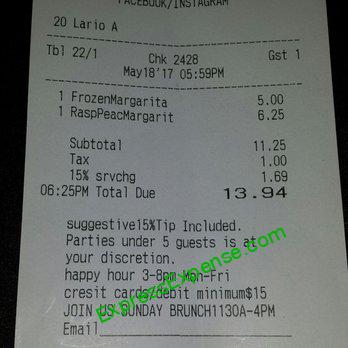 FACEBOOK/INSTAGRAM
20 Lario A
Tbl 22/1 Chk 2428 Gst 1
May18'17 05:59PM
1 FrozenMargarita 5.00
1 RaspPeacMargarit 6.25
Subtotal 11.25
Tax 1.00
15% srvchg 1.69
06:25PM Total Due 13.94
suggestive15%Tip Included.
Parties under 5 guests is at
your discretion.
happy hour 3-8pm Mon-Fri
cresit cards/debit minimum$15
JOIN US SUNDAY BRUNCH1130A-4PM
Email
ExpressExpense.com